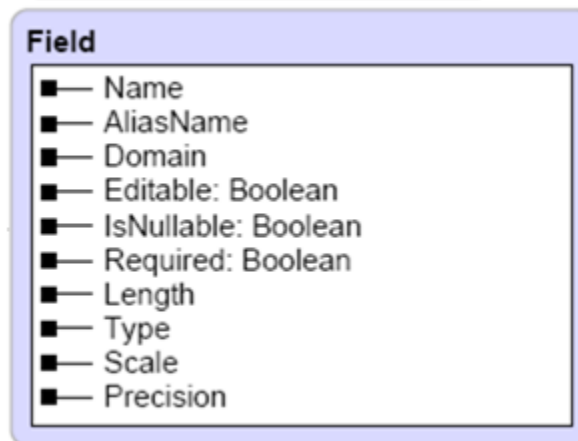 Field
Name
AliasName
Domain
Editable: Boolean
IsNullable: Boolean
Required: Boolean
Length
Type
Scale
Precision